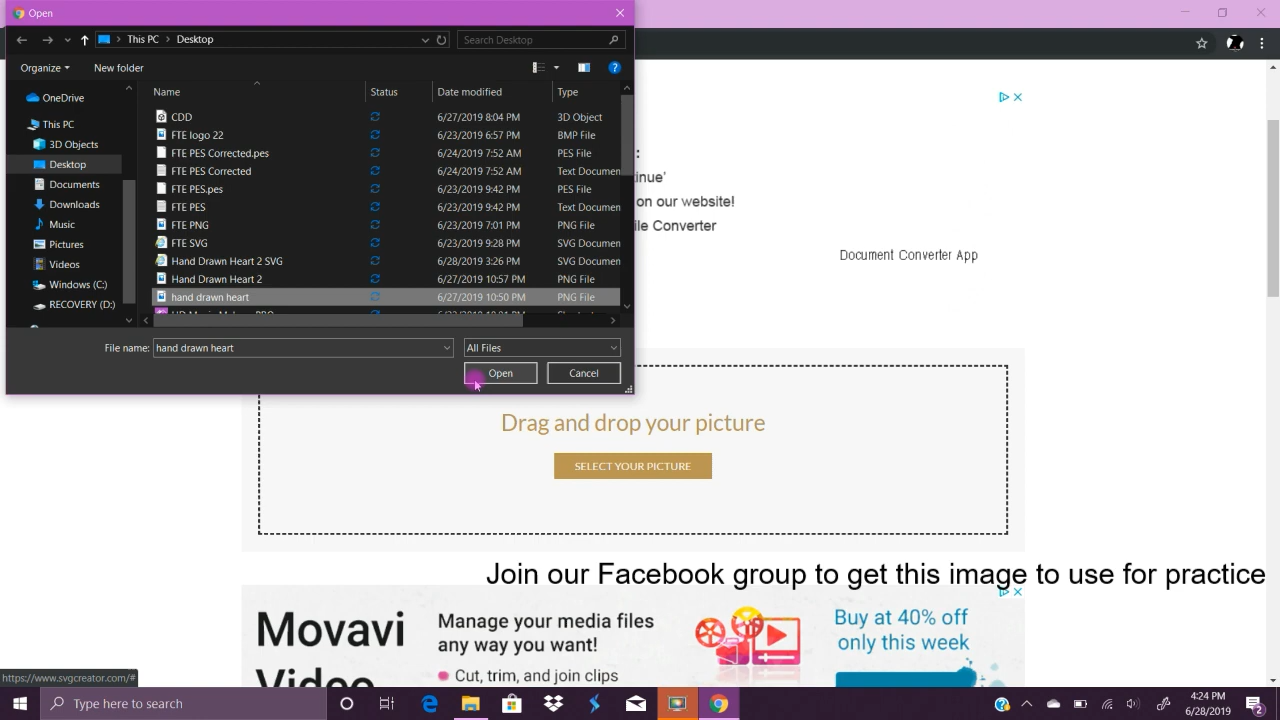 Open
This PC > Desktop
Search Desktop
Organize
New folder
Name
Status
Date modified
Type
OneDrive
This PC
3D Objects
Desktop
Documents
Downloads
Music
Pictures
Videos
Windows (C:)
RECOVERY (D:)
CDD 6/27/2019 8:04 PM 3D Object
FTE logo 22 6/23/2019 6:57 PM BMP File
FTE PES Corrected.pes 6/24/2019 7:52 AM PES File
FTE PES Corrected 6/24/2019 7:52 AM Text Documen
FTE PES.pes 6/23/2019 9:42 PM PES File
FTE PES 6/23/2019 9:42 PM Text Documen
FTE PNG 6/23/2019 7:01 PM PNG File
FTE SVG 6/23/2019 9:28 PM SVG Documen
Hand Drawn Heart 2 SVG 6/28/2019 3:26 PM SVG Documen
Hand Drawn Heart 2 6/27/2019 10:57 PM PNG File
hand drawn heart 6/27/2019 10:50 PM PNG File
File name: hand drawn heart
All Files
Open
Cancel
:
tinue'
on our website!
ile Converter
Document Converter App
Drag and drop your picture
SELECT YOUR PICTURE
Join our Facebook group to get this image to use for practice
Movavi
Video
Manage your media files
any way you want!
Cut, trim, and join clips
Buy at 40% off
only this week
https://www.svgcreator.com/#
Type here to search
4:24 PM
6/28/2019
2